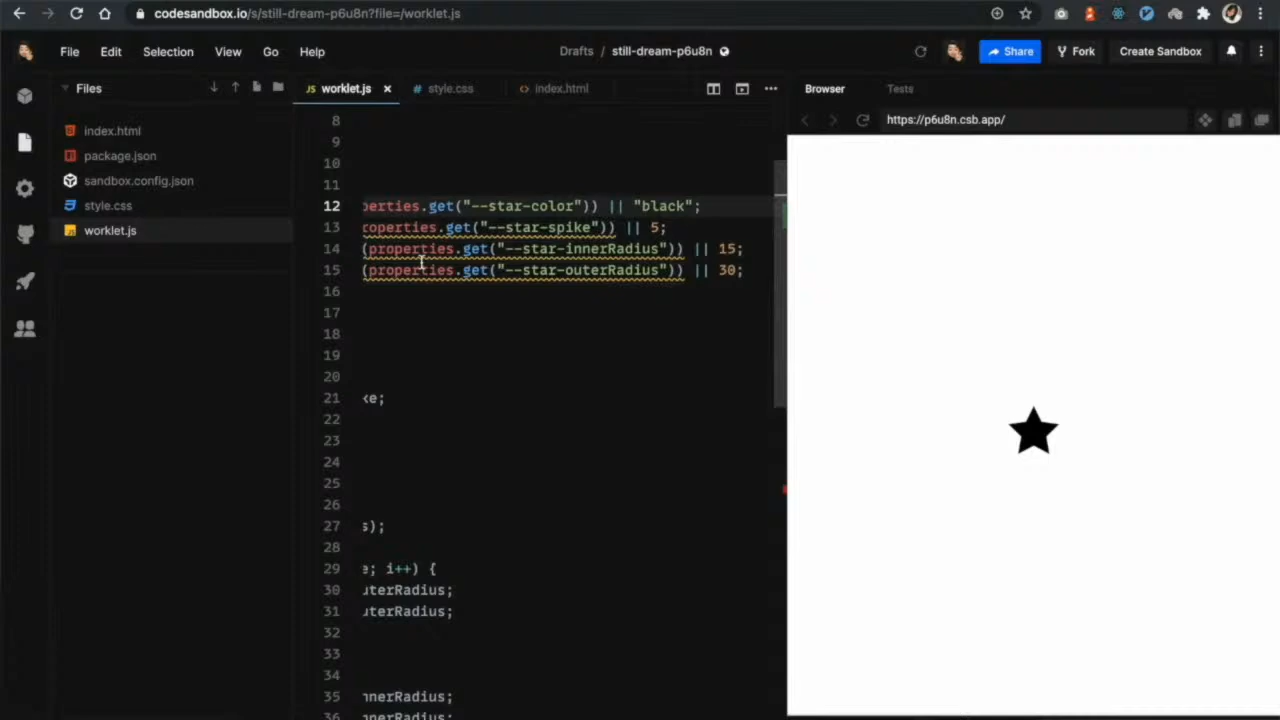 codesandbox.io/s/still-dream-p6u8n?file=/worklet.js
File Edit Selection View Go Help
Drafts / still-dream-p6u8n
Share Fork Create Sandbox
Files
JS worklet.js × # style.css <> index.html
Browser Tests
https://p6u8n.csb.app/
index.html
package.json
sandbox.config.json
style.css
worklet.js
8
9
10
11
12 perties.get("--star-color")) || "black";
13 roperties.get("--star-spike")) || 5;
14 (properties.get("--star-innerRadius")) || 15;
15 (properties.get("--star-outerRadius")) || 30;
16
17
18
19
20
21 ke;
22
23
24
25
26
27 s);
28
29 e; i++) {
30 uterRadius;
31 uterRadius;
32
33
34
35 nnerRadius;
nnerRadius;